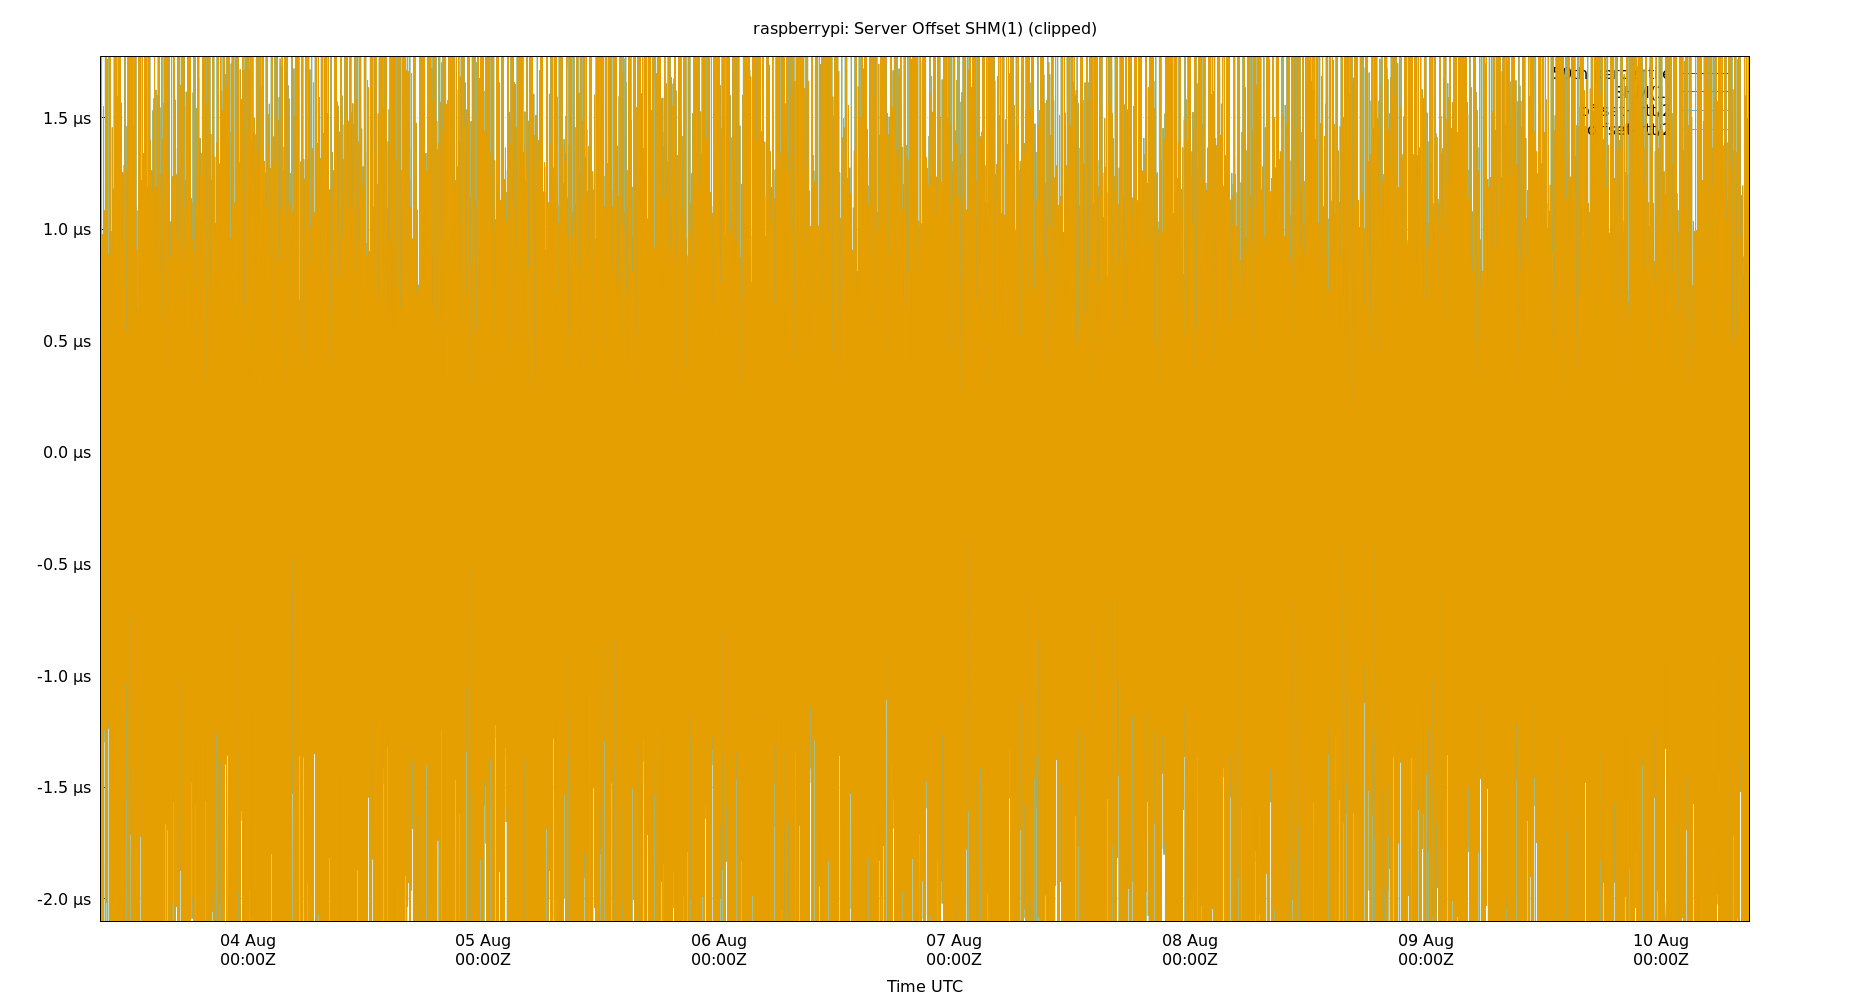 raspberrypi: Server Offset SHM(1) (clipped)
1.5 µs
1.0 µs
0.5 µs
0.0 µs
-0.5 µs
-1.0 µs
-1.5 µs
-2.0 µs
04 Aug 05 Aug 06 Aug 07 Aug 08 Aug 09 Aug 10 Aug
00:00Z 00:00Z 00:00Z 00:00Z 00:00Z 00:00Z 00:00Z
Time UTC